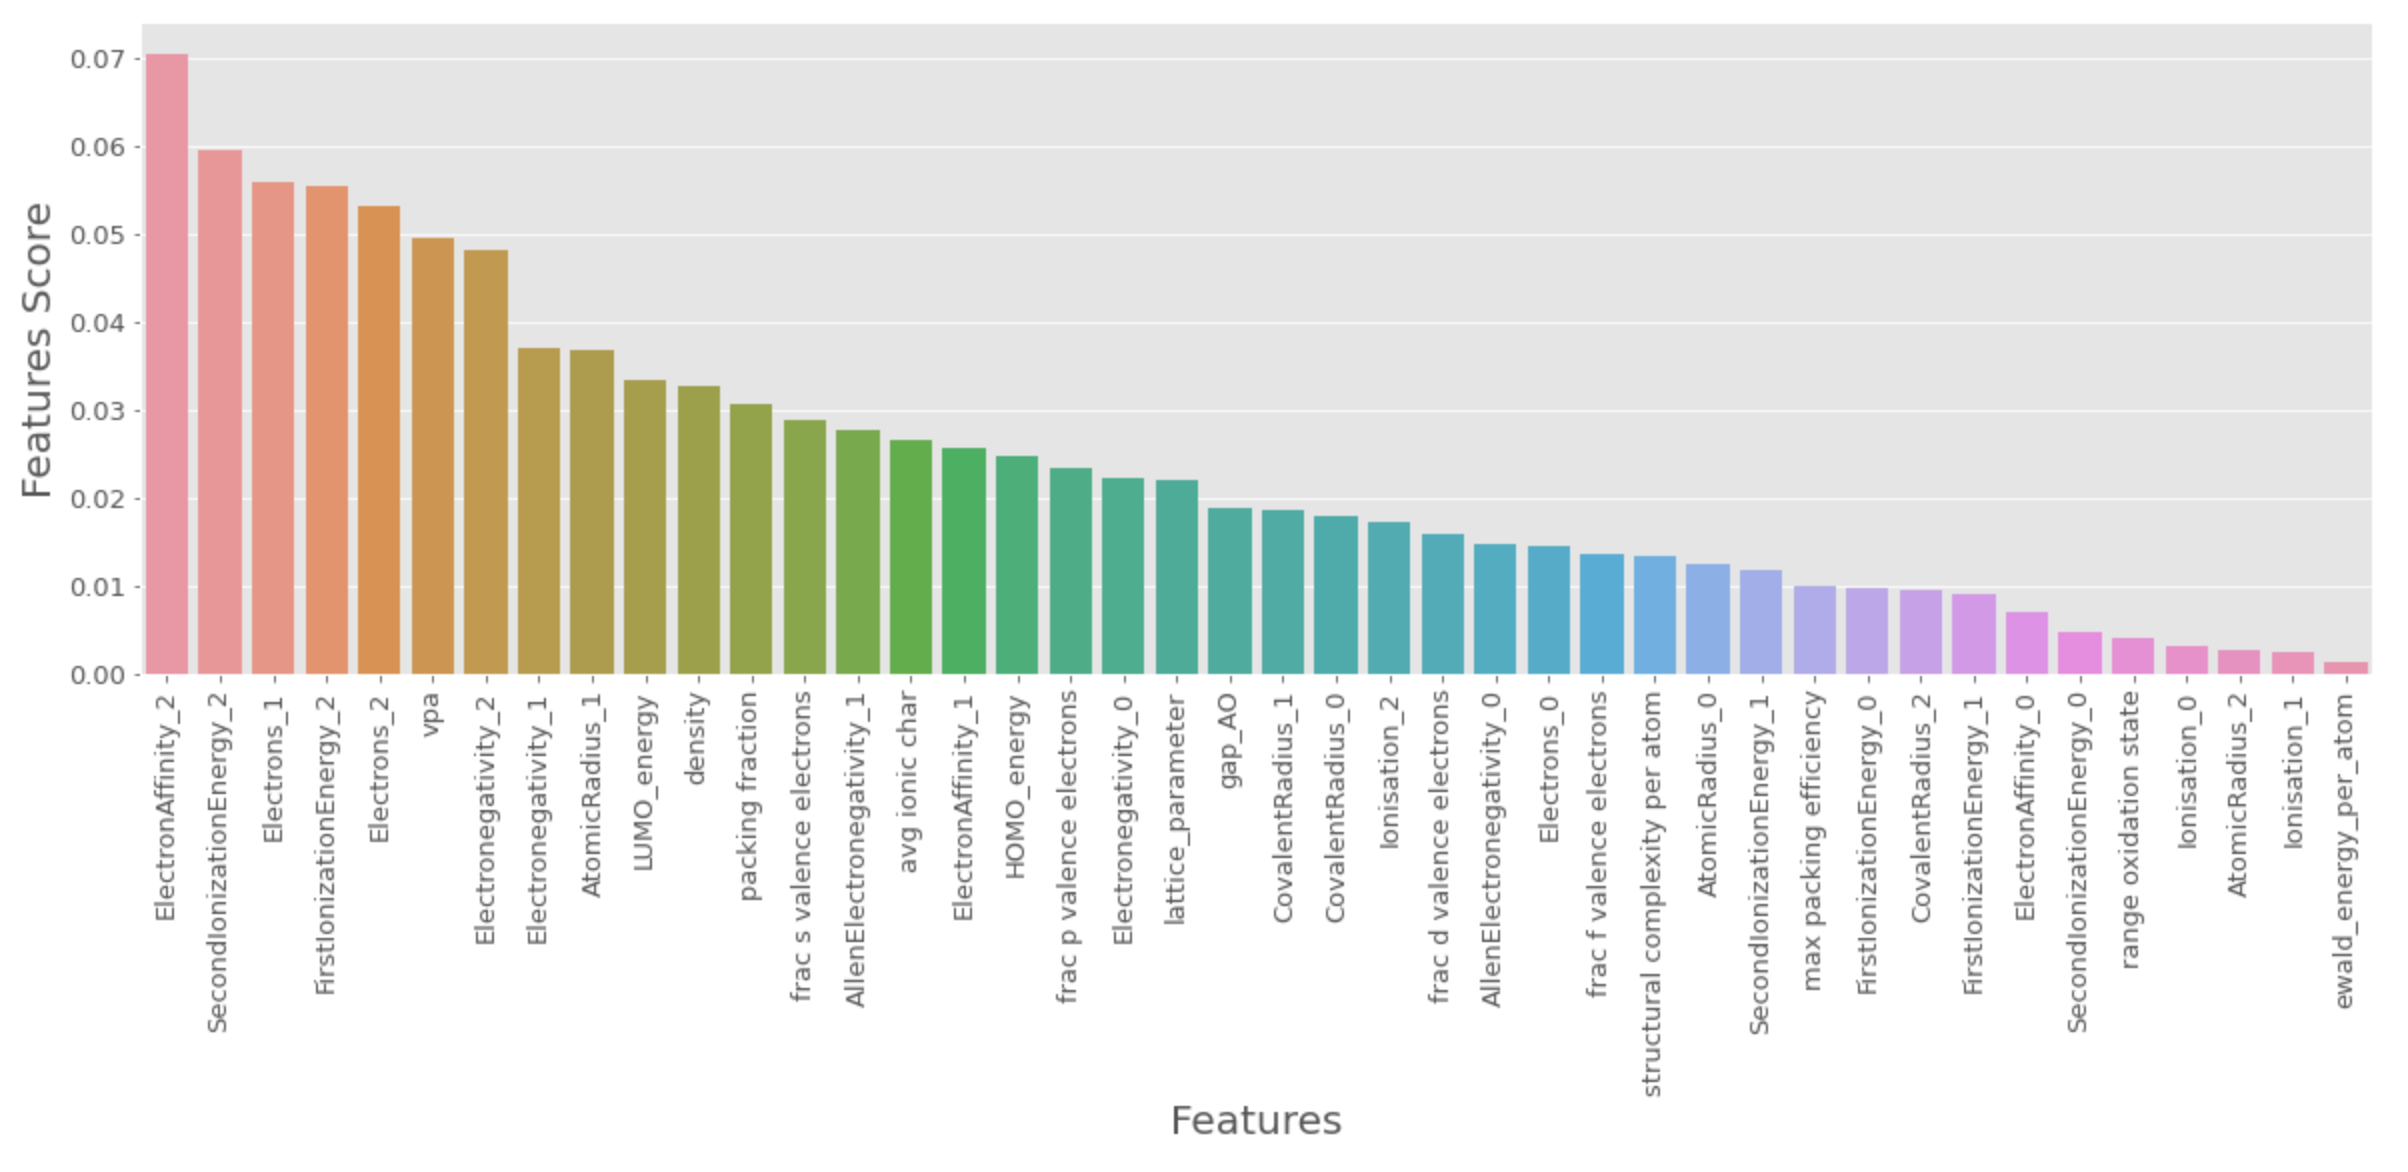 Features Score
0.07
0.06
0.05
0.04
0.03
0.02
0.01
0.00
ElectronAffinity_2
SecondIonizationEnergy_2
Electrons_1
FirstIonizationEnergy_2
Electrons_2
vpa
Electronegativity_2
Electronegativity_1
AtomicRadius_1
LUMO_energy
density
packing fraction
frac s valence electrons
AllenElectronegativity_1
avg ionic char
ElectronAffinity_1
HOMO_energy
frac p valence electrons
Electronegativity_0
lattice_parameter
gap_AO
CovalentRadius_1
CovalentRadius_0
Ionisation_2
frac d valence electrons
AllenElectronegativity_0
Electrons_0
frac f valence electrons
structural complexity per atom
AtomicRadius_0
SecondIonizationEnergy_1
max packing efficiency
FirstIonizationEnergy_0
CovalentRadius_2
FirstIonizationEnergy_1
ElectronAffinity_0
SecondIonizationEnergy_0
range oxidation state
Ionisation_0
AtomicRadius_2
Ionisation_1
ewald_energy_per_atom
Features